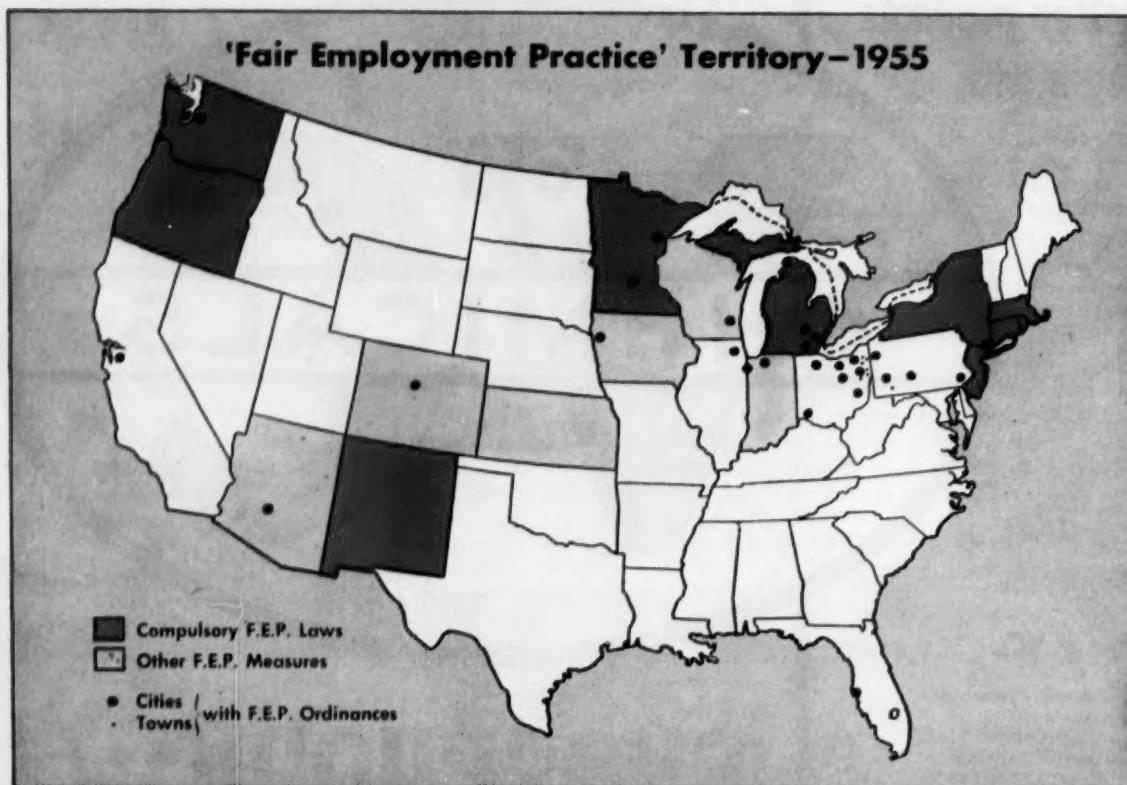 'Fair Employment Practice' Territory—1955
Compulsory F.E.P. Laws
Other F.E.P. Measures
Cities
Towns
with F.E.P. Ordinances